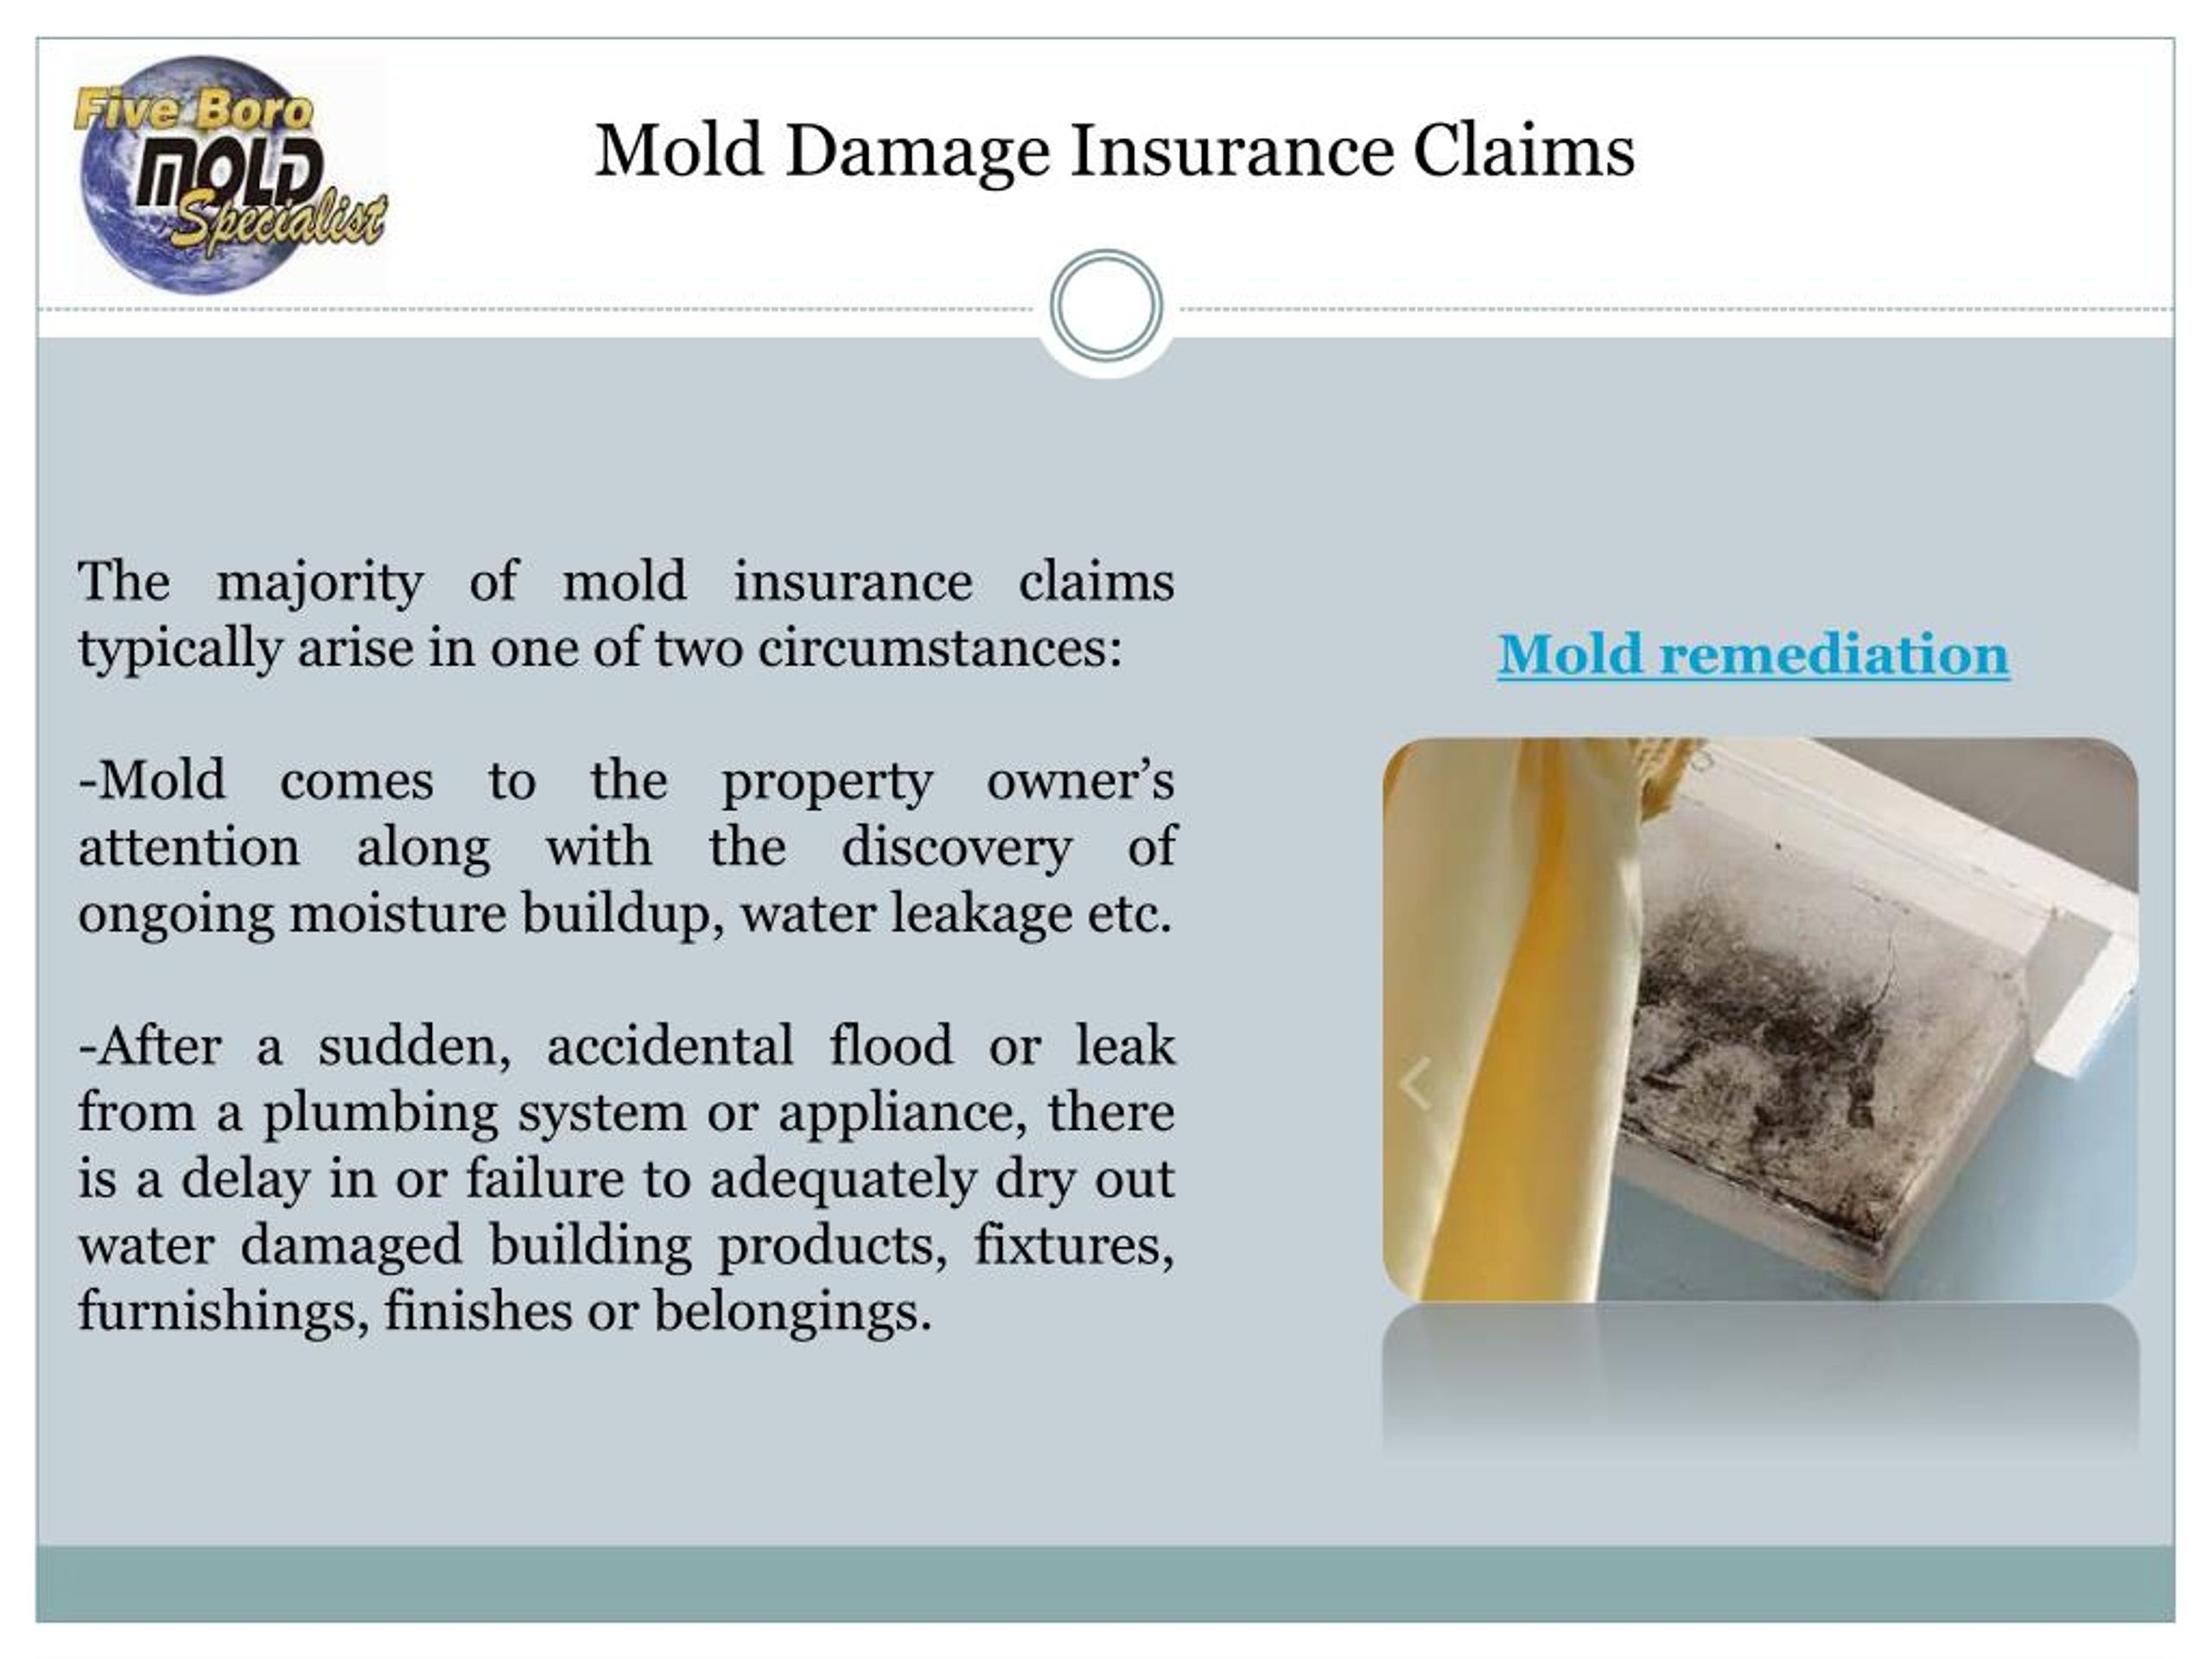 Five Boro
MOLD
Specialist
Mold Damage Insurance Claims
The majority of mold insurance claims
typically arise in one of two circumstances:
-Mold comes to the property owner’s
attention along with the discovery of
ongoing moisture buildup, water leakage etc.
-After a sudden, accidental flood or leak
from a plumbing system or appliance, there
is a delay in or failure to adequately dry out
water damaged building products, fixtures,
furnishings, finishes or belongings.
Mold remediation